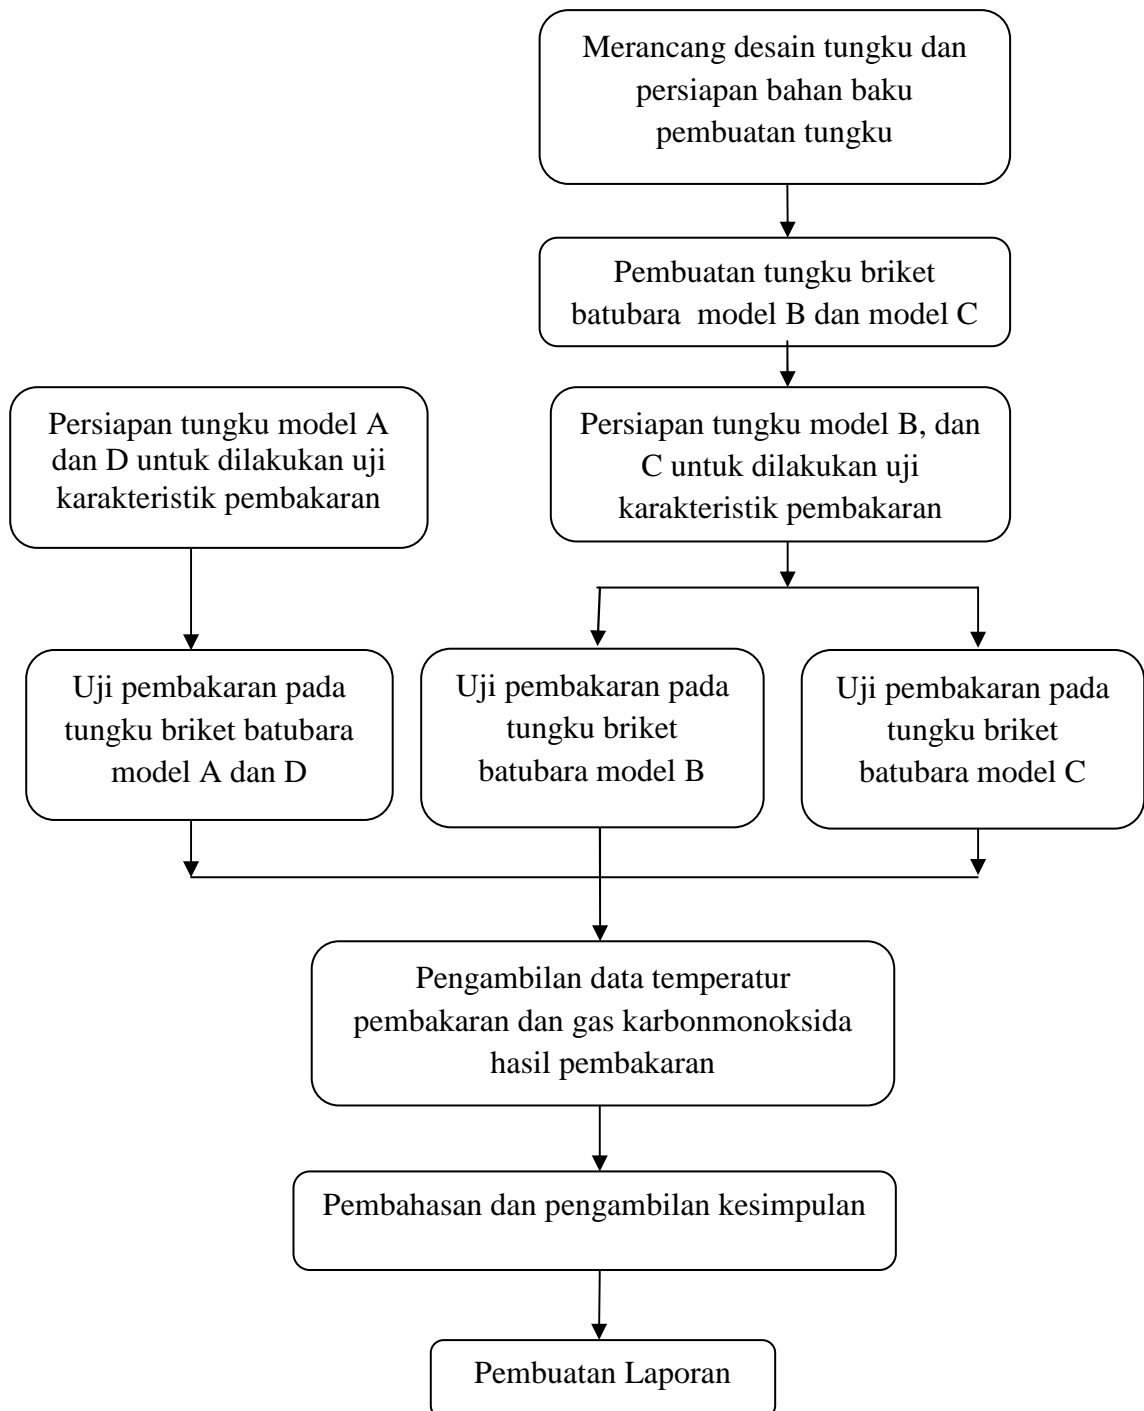 Merancang desain tungku dan
persiapan bahan baku
pembuatan tungku
Pembuatan tungku briket
batubara  model B dan model C
Persiapan tungku model A
dan D untuk dilakukan uji
karakteristik pembakaran
Persiapan tungku model B, dan
C untuk dilakukan uji
karakteristik pembakaran
Uji pembakaran pada
tungku briket batubara
model A dan D
Uji pembakaran pada
tungku briket
batubara model B
Uji pembakaran pada
tungku briket
batubara model C
Pengambilan data temperatur
pembakaran dan gas karbonmonoksida
hasil pembakaran
Pembahasan dan pengambilan kesimpulan
Pembuatan Laporan